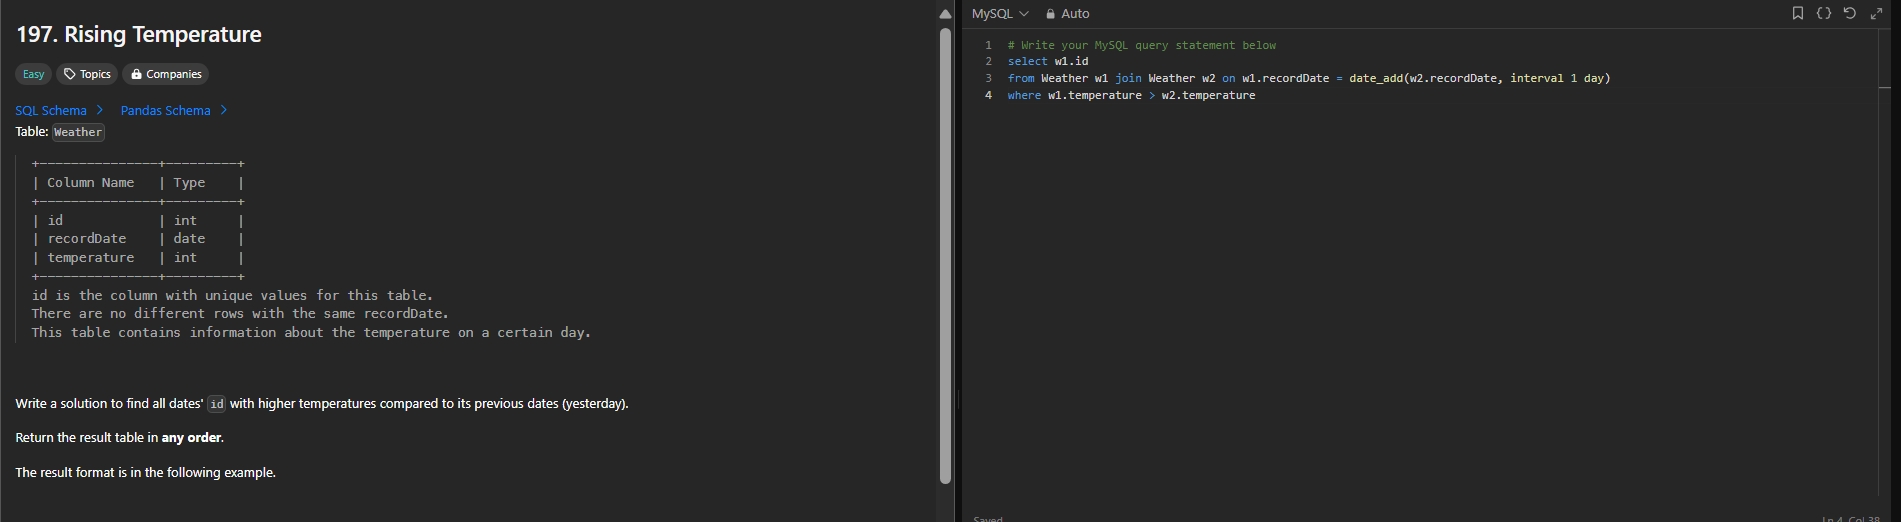 197. Rising Temperature
Easy Topics Companies
SQL Schema > Pandas Schema >
Table: Weather
+---------------+---------+
| Column Name   | Type    |
+---------------+---------+
| id            | int     |
| recordDate    | date    |
| temperature   | int     |
+---------------+---------+
id is the column with unique values for this table.
There are no different rows with the same recordDate.
This table contains information about the temperature on a certain day.
Write a solution to find all dates' id with higher temperatures compared to its previous dates (yesterday).
Return the result table in any order.
The result format is in the following example.
MySQL Auto
1 # Write your MySQL query statement below
2 select w1.id
3 from Weather w1 join Weather w2 on w1.recordDate = date_add(w2.recordDate, interval 1 day)
4 where w1.temperature > w2.temperature
Saved Ln 4, Col 38